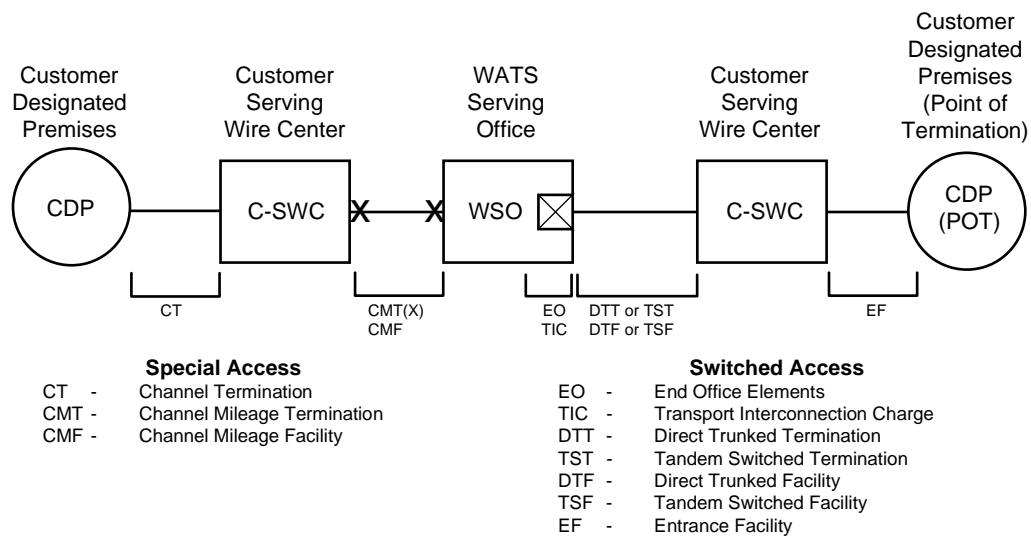 Customer
Designated
Premises
Customer
Serving
Wire Center
WATS
Serving
Office
Customer
Serving
Wire Center
Customer
Designated
Premises
(Point of
Termination)
CDP
C-SWC
X
X
WSO
C-SWC
CDP
(POT)
CT
CMT(X)
CMF
EO
TIC
DTT or TST
DTF or TSF
EF
Special Access
CT - Channel Termination
CMT - Channel Mileage Termination
CMF - Channel Mileage Facility
Switched Access
EO - End Office Elements
TIC - Transport Interconnection Charge
DTT - Direct Trunked Termination
TST - Tandem Switched Termination
DTF - Direct Trunked Facility
TSF - Tandem Switched Facility
EF - Entrance Facility